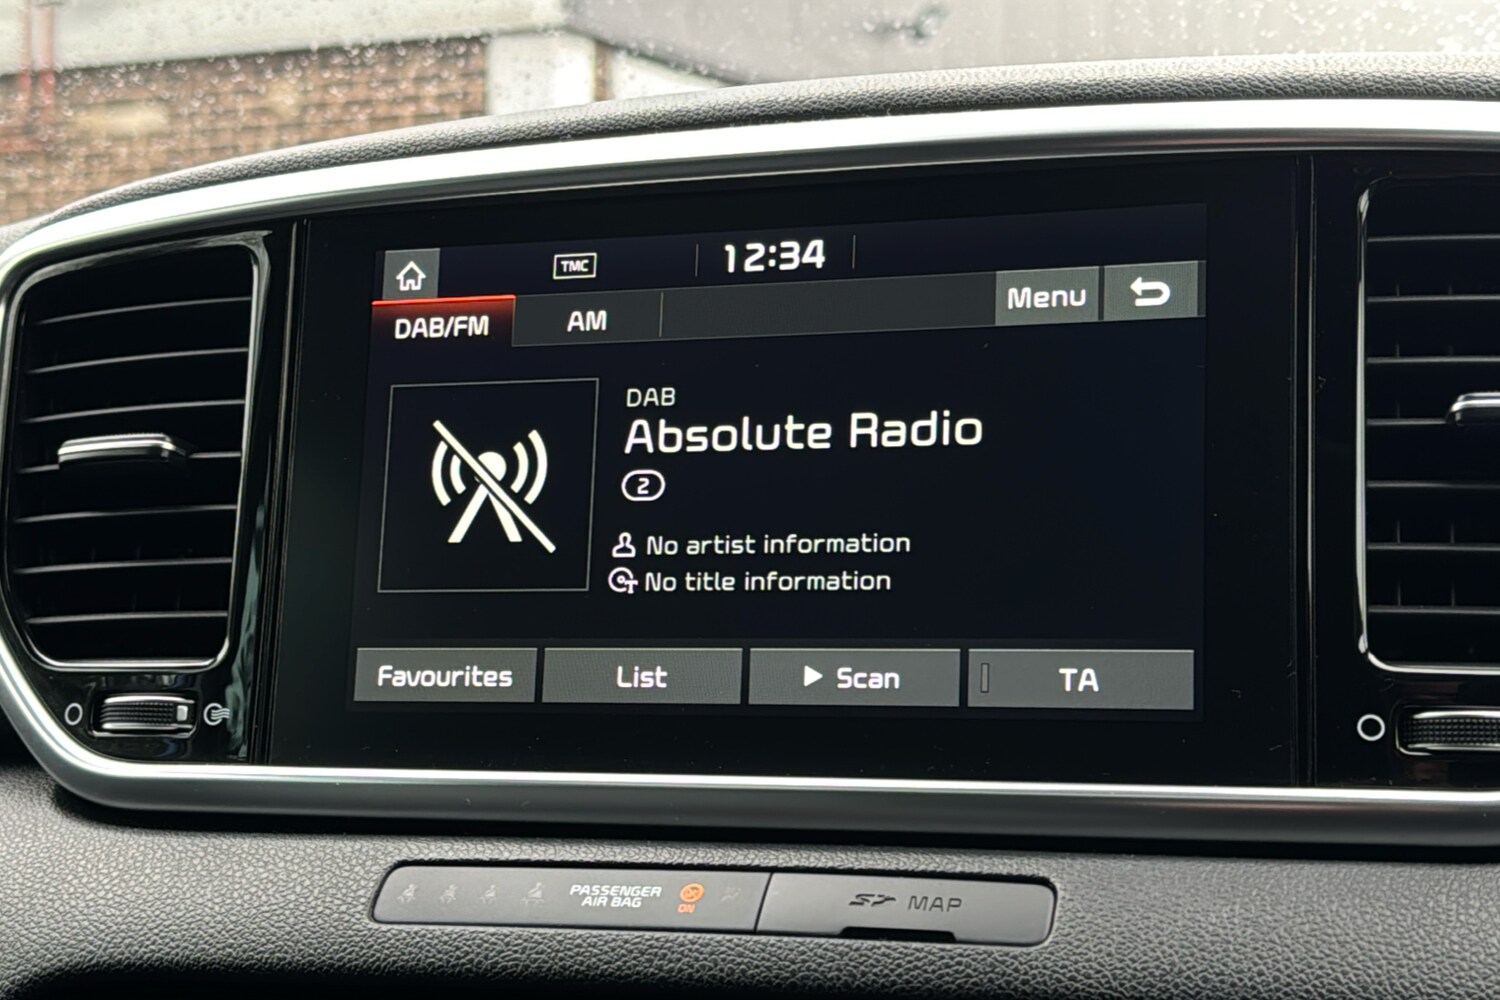 TMC
12:34
DAB/FM
AM
Menu
DAB
Absolute Radio
2
No artist information
No title information
Favourites
List
Scan
TA
PASSENGER
AIR BAG
ON
SD MAP